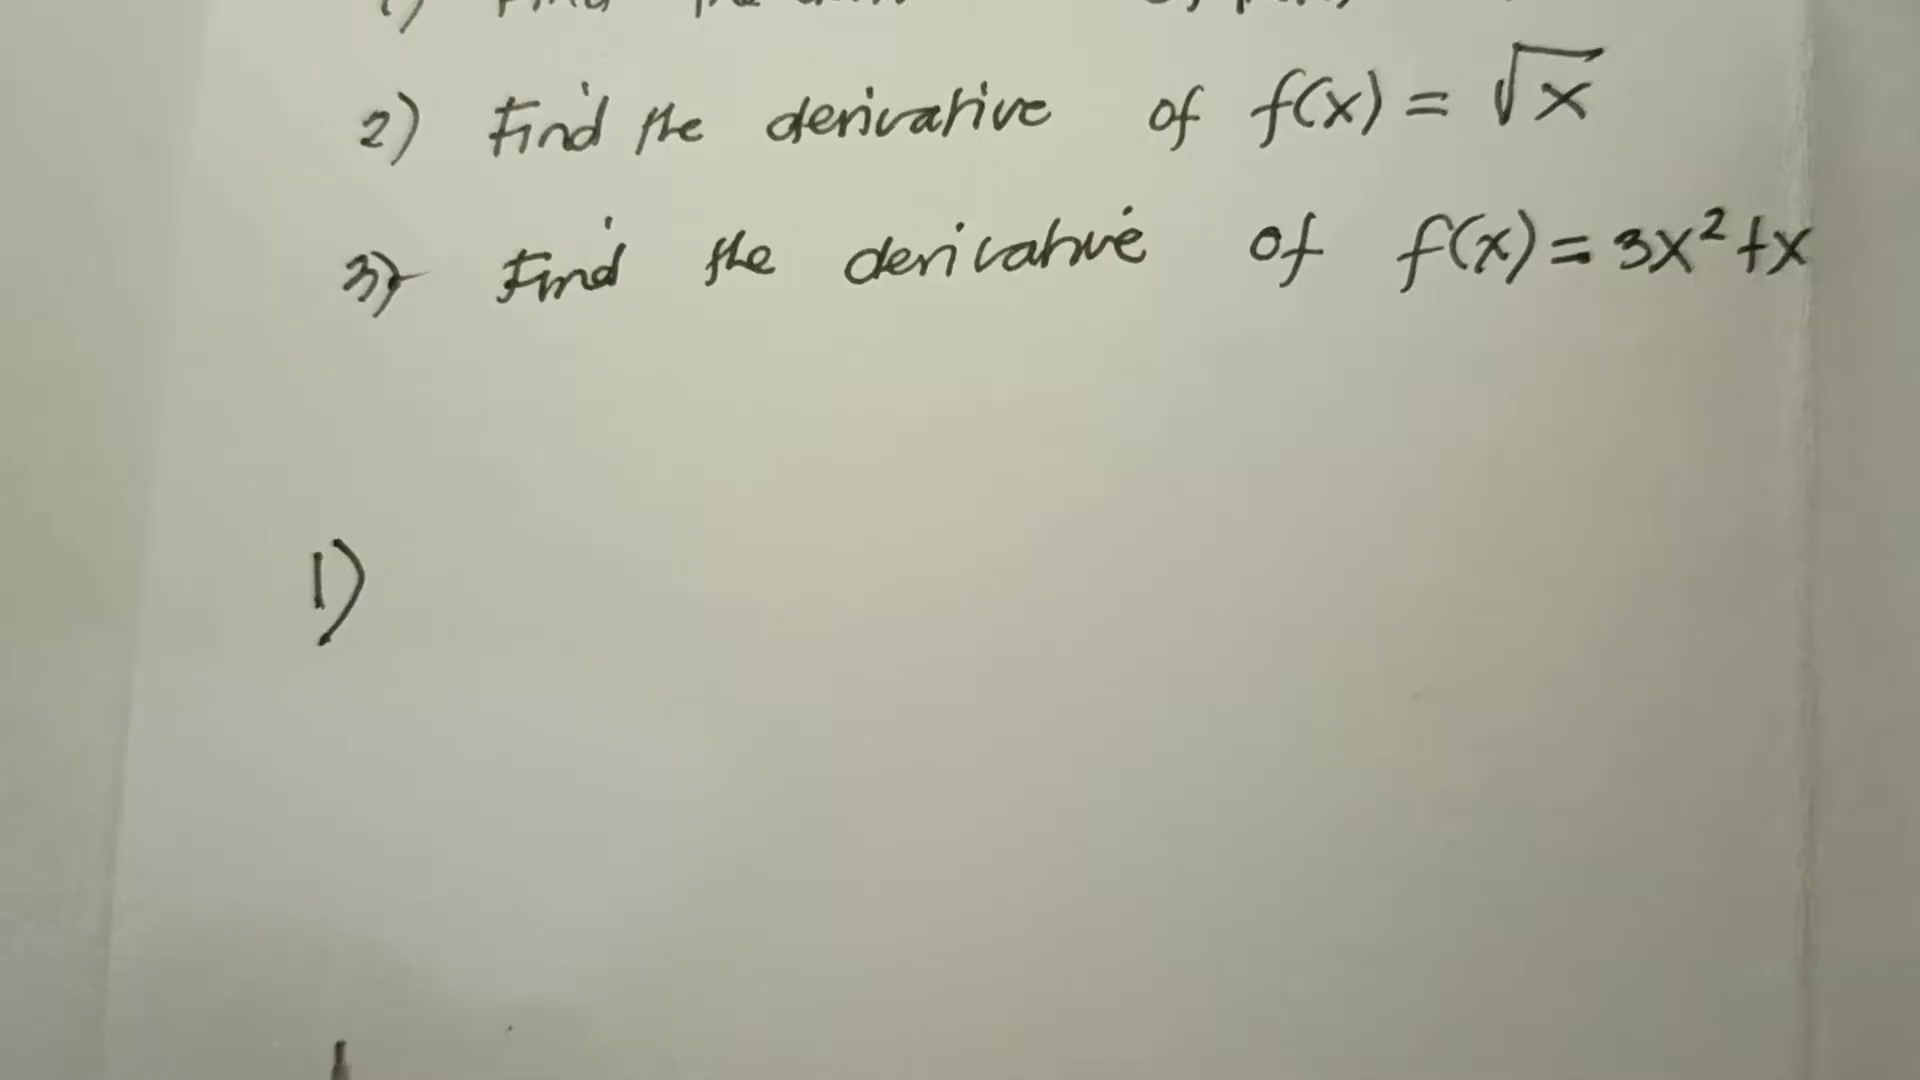 2) Find the derivative of f(x) = √x
3) Find the derivative of f(x) = 3x² + x
1)